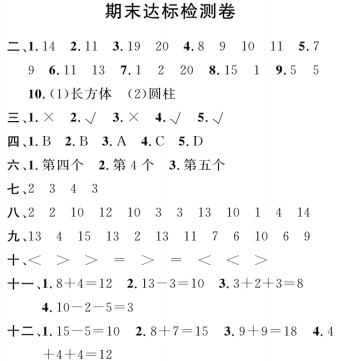 期末达标检测卷
二、1.14 2.11 3.19 20 4.8 9 10 11 5.7
9 6.11 13 7.1 2 20 8.15 1 9.5 5
10.(1)长方体 (2)圆柱
三、1.× 2.√ 3.× 4.√ 5.√
四、1.B 2.B 3.A 4.C 5.D
六、1.第四个 2.第4个 3.第五个
七、2 3 4 3
八、2 2 10 12 10 3 3 13 10 1 4 14
九、13 4 15 13 2 13 11 7 6 10 6 9
十、< > > = > = < < >
十一、1.8+4=12 2.13-3=10 3.3+2+3=8
4.10-2-5=3
十二、1.15-5=10 2.8+7=15 3.9+9=18 4.4
+4+4=12